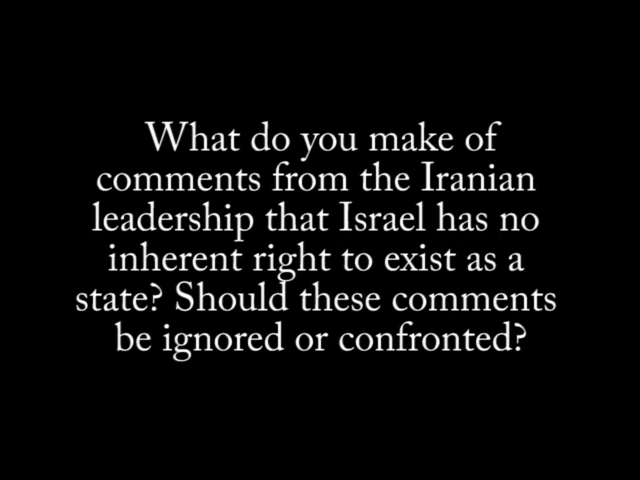 What do you make of
comments from the Iranian
leadership that Israel has no
inherent right to exist as a
state? Should these comments
be ignored or confronted?